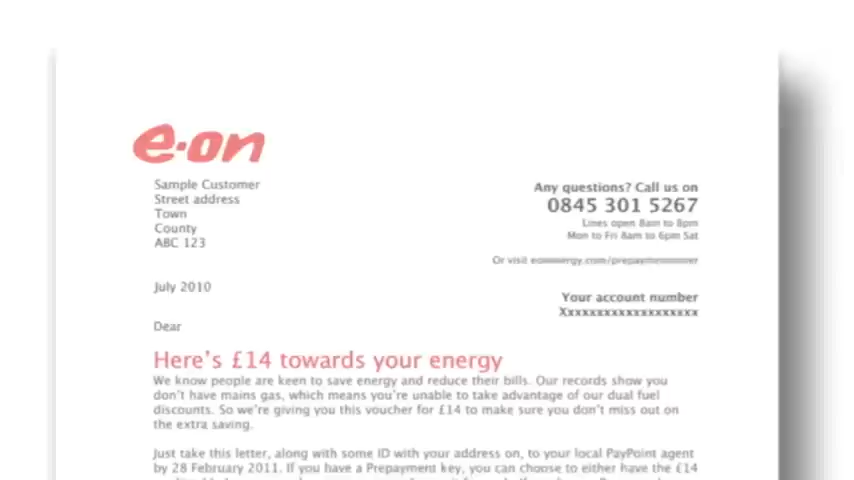 e·on
Sample Customer
Street address
Town
County
ABC 123
Any questions? Call us on
0845 301 5267
Lines open 8am to 8pm
Mon to Fri 8am to 6pm Sat
Or visit
Your account number
Xxxxxxxxxxxxxxxxxxx
July 2010
Dear
Here's £14 towards your energy
We know people are keen to save energy and reduce their bills. Our records show you
don't have mains gas, which means you're unable to take advantage of our dual fuel
discounts. So we're giving you this voucher for £14 to make sure you don't miss out on
the extra saving.
Just take this letter, along with some ID with your address on, to your local PayPoint agent
by 28 February 2011. If you have a Prepayment key, you can choose to either have the £14